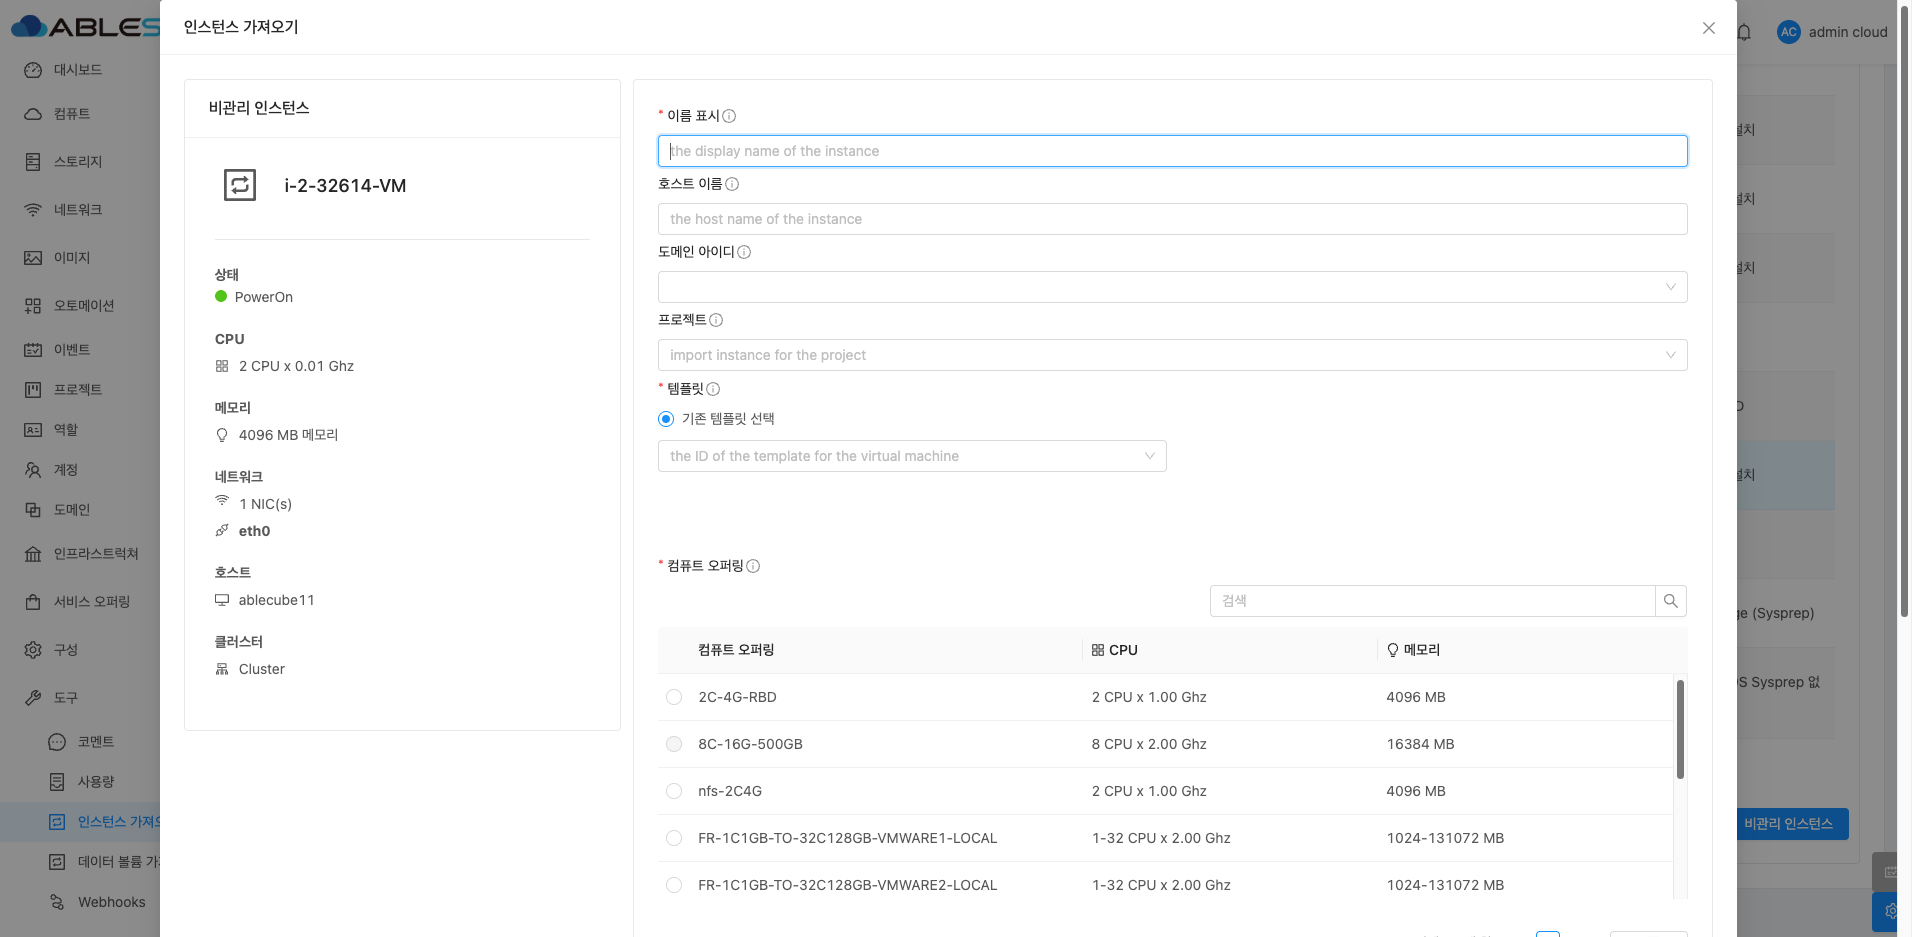 인스턴스 가져오기
ABLES
AC
admin cloud
대시보드
컴퓨트
스토리지
네트워크
이미지
오토메이션
이벤트
프로젝트
역할
계정
도메인
인프라스트럭쳐
서비스 오퍼링
구성
도구
코멘트
사용량
인스턴스 가져오
데이터 볼륨 가
Webhooks
비관리 인스턴스
i-2-32614-VM
상태
PowerOn
CPU
2 CPU x 0.01 Ghz
메모리
4096 MB 메모리
네트워크
1 NIC(s)
eth0
호스트
ablecube11
클러스터
Cluster
* 이름 표시
the display name of the instance
호스트 이름
the host name of the instance
도메인 아이디
프로젝트
import instance for the project
* 템플릿
기존 템플릿 선택
the ID of the template for the virtual machine
* 컴퓨트 오퍼링
검색
컴퓨트 오퍼링 CPU 메모리
2C-4G-RBD 2 CPU x 1.00 Ghz 4096 MB
8C-16G-500GB 8 CPU x 2.00 Ghz 16384 MB
nfs-2C4G 2 CPU x 1.00 Ghz 4096 MB
FR-1C1GB-TO-32C128GB-VMWARE1-LOCAL 1-32 CPU x 2.00 Ghz 1024-131072 MB
FR-1C1GB-TO-32C128GB-VMWARE2-LOCAL 1-32 CPU x 2.00 Ghz 1024-131072 MB
설치
설치
설치
D
설치
ge (Sysprep)
OS Sysprep 없
비관리 인스턴스